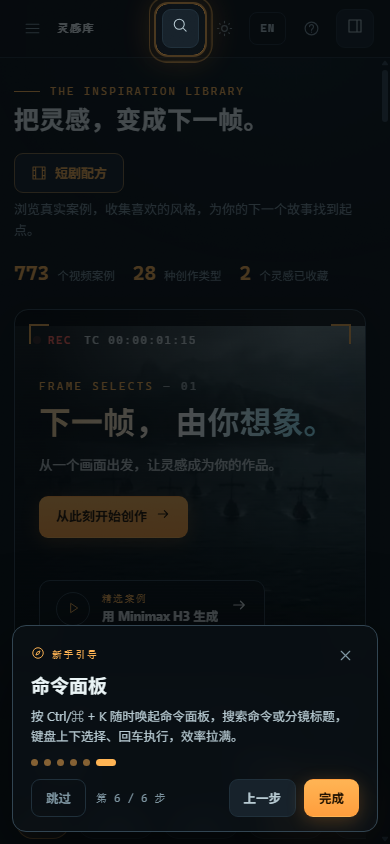 灵感库
EN
THE INSPIRATION LIBRARY
把灵感，变成下一帧。
短剧配方
浏览真实案例，收集喜欢的风格，为你的下一个故事找到起
点。
773 个视频案例 28 种创作类型 2 个灵感已收藏
REC TC 00:00:01:15
FRAME SELECTS — 01
下一帧， 由你想象。
从一个画面出发，让灵感成为你的作品。
从此刻开始创作
精选案例
用 Minimax H3 生成
新手引导
命令面板
按 Ctrl/⌘ + K 随时唤起命令面板，搜索命令或分镜标题，
键盘上下选择、回车执行，效率拉满。
跳过 第 6 / 6 步 上一步 完成